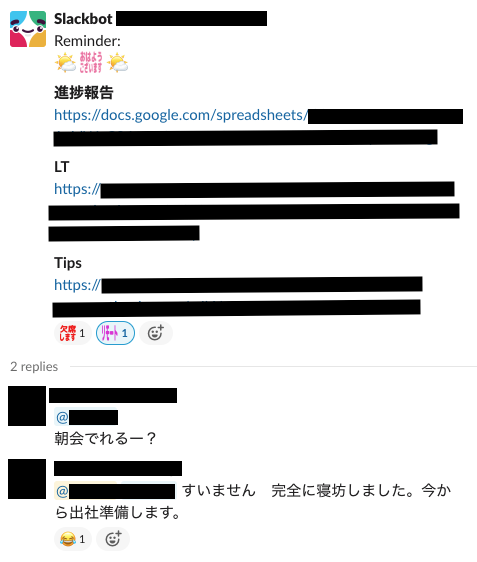 Slackbot
Reminder:
おはよう
ございます
進捗報告
https://docs.google.com/spreadsheets/
LT
https://
Tips
https://
欠席
します
1
リモート
1
2 replies
@
朝会でれるー？
@ すいません　完全に寝坊しました。今か
ら出社準備します。
1